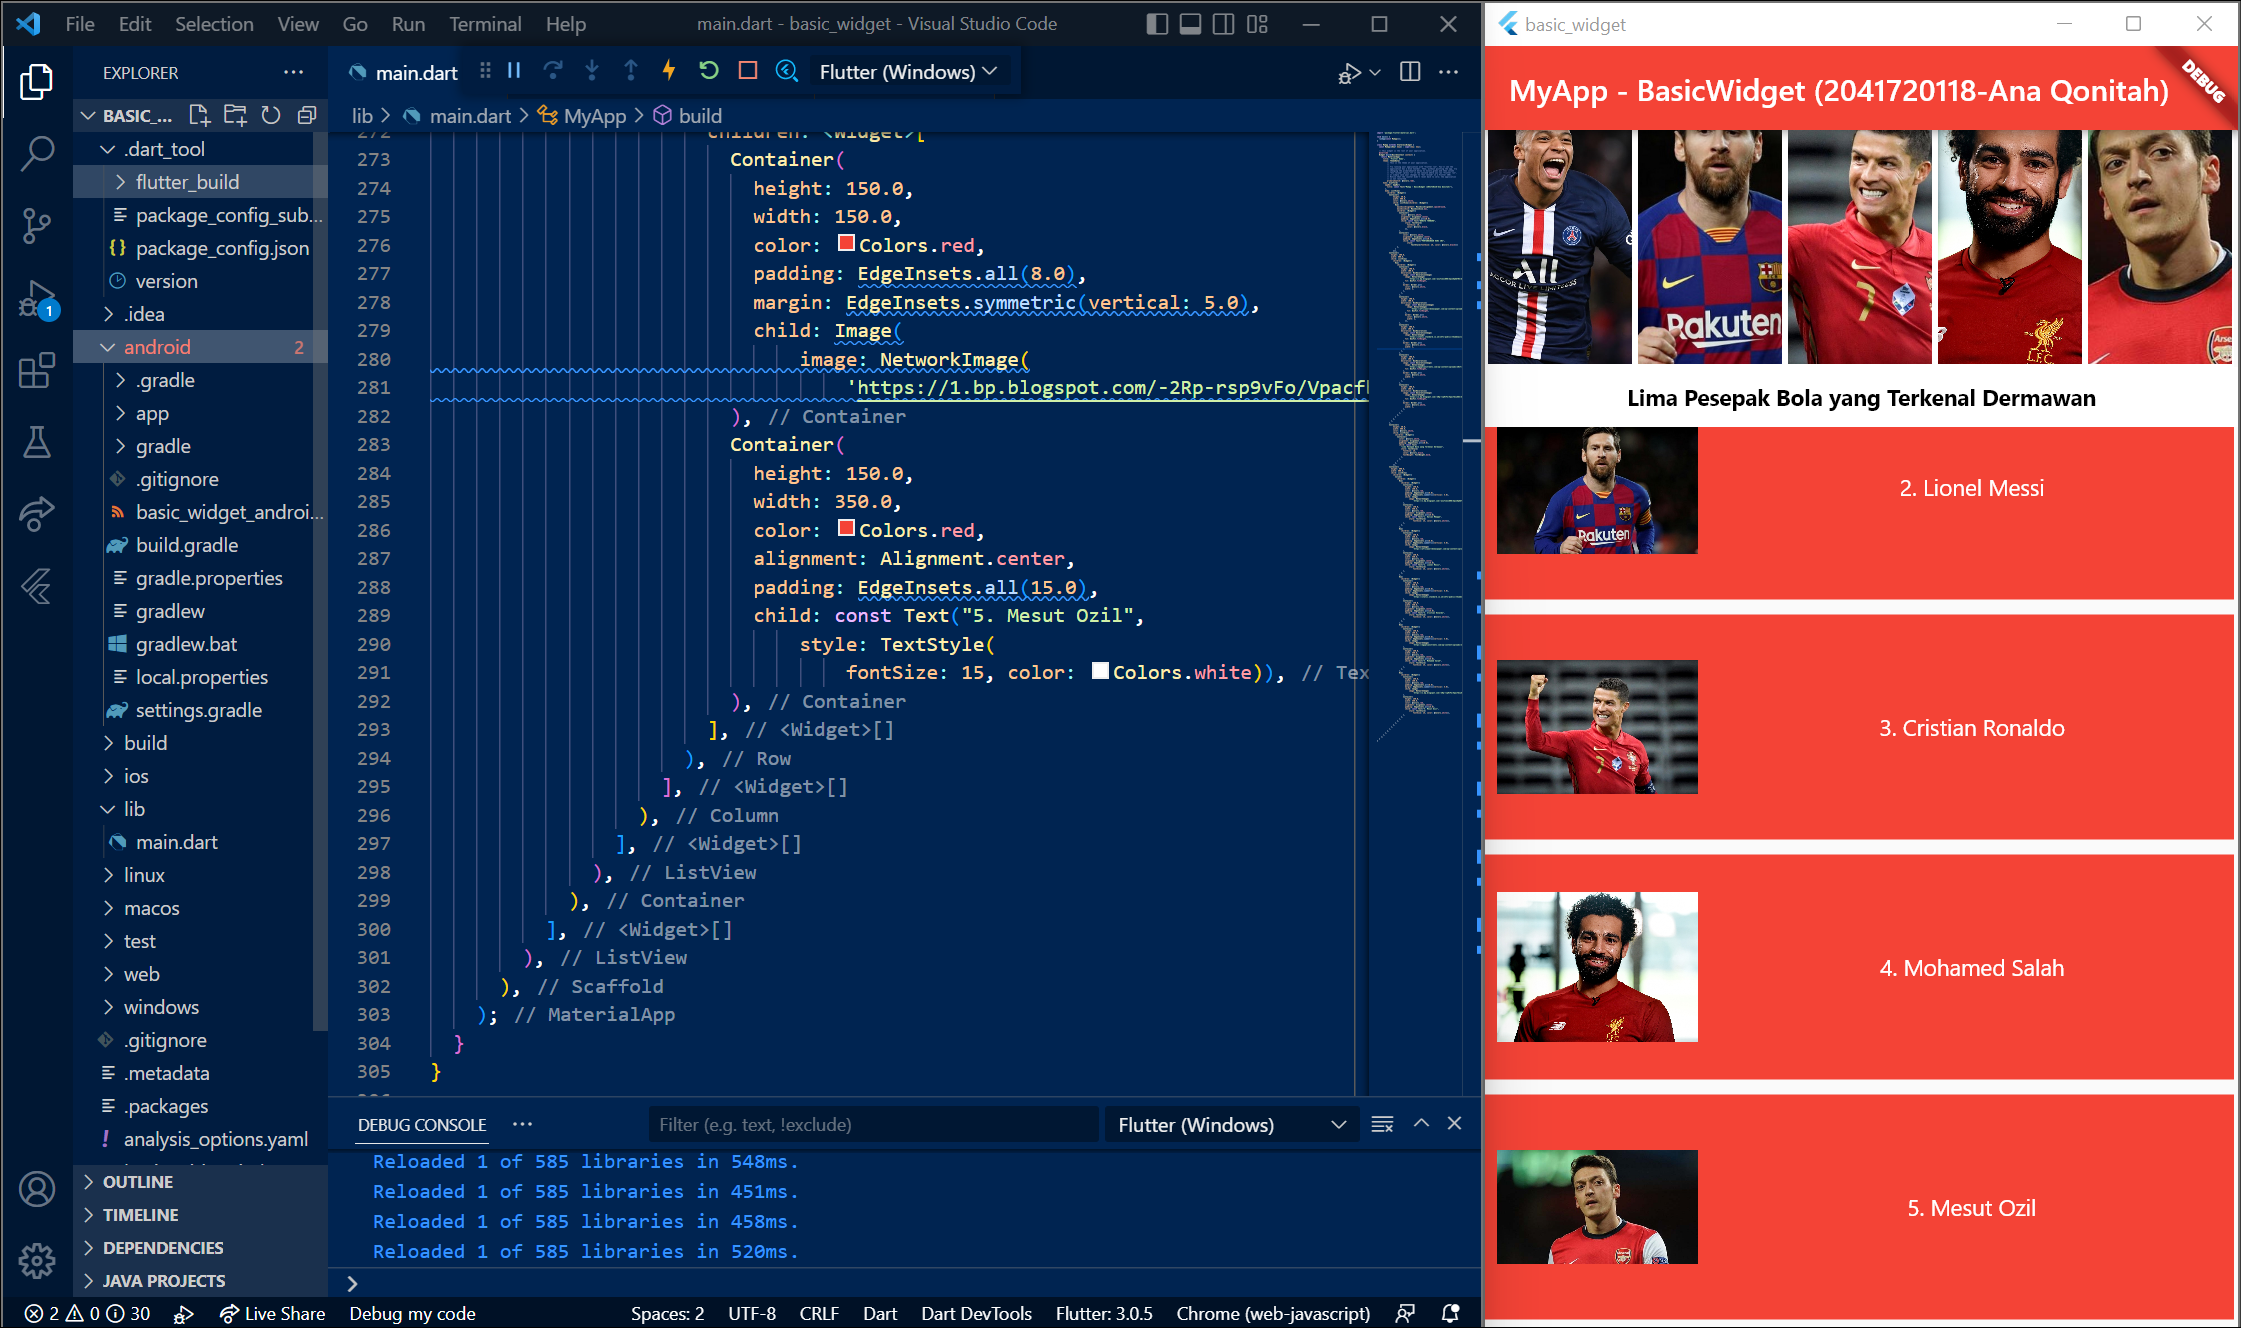 File Edit Selection View Go Run Terminal Help
main.dart - basic_widget - Visual Studio Code
EXPLORER
BASIC_...
.dart_tool
flutter_build
package_config_sub...
package_config.json
version
.idea
android 2
.gradle
app
gradle
.gitignore
basic_widget_androi...
build.gradle
gradle.properties
gradlew
gradlew.bat
local.properties
settings.gradle
build
ios
lib
main.dart
linux
macos
test
web
windows
.gitignore
.metadata
.packages
analysis_options.yaml
OUTLINE
TIMELINE
DEPENDENCIES
JAVA PROJECTS
1
main.dart
Flutter (Windows)
lib > main.dart > MyApp > build
272 children: <Widget>[
273 Container(
274 height: 150.0,
275 width: 150.0,
276 color: Colors.red,
277 padding: EdgeInsets.all(8.0),
278 margin: EdgeInsets.symmetric(vertical: 5.0),
279 child: Image(
280 image: NetworkImage(
281 'https://1.bp.blogspot.com/-2Rp-rsp9vFo/Vpacf
282 ), // Container
283 Container(
284 height: 150.0,
285 width: 350.0,
286 color: Colors.red,
287 alignment: Alignment.center,
288 padding: EdgeInsets.all(15.0),
289 child: const Text("5. Mesut Ozil",
290 style: TextStyle(
291 fontSize: 15, color: Colors.white)), // Tex
292 ), // Container
293 ], // <Widget>[]
294 ), // Row
295 ], // <Widget>[]
296 ), // Column
297 ], // <Widget>[]
298 ), // ListView
299 ), // Container
300 ], // <Widget>[]
301 ), // ListView
302 ), // Scaffold
303 ); // MaterialApp
304 }
305 }
DEBUG CONSOLE
Filter (e.g. text, !exclude)
Flutter (Windows)
Reloaded 1 of 585 libraries in 548ms.
Reloaded 1 of 585 libraries in 451ms.
Reloaded 1 of 585 libraries in 458ms.
Reloaded 1 of 585 libraries in 520ms.
>
2 0 30 Live Share Debug my code Spaces: 2 UTF-8 CRLF Dart Dart DevTools Flutter: 3.0.5 Chrome (web-javascript)
basic_widget
MyApp - BasicWidget (2041720118-Ana Qonitah)
DEBUG
Rakuten
7
L.F.C.
Lima Pesepak Bola yang Terkenal Dermawan
Rakuten
2. Lionel Messi
7
3. Cristian Ronaldo
4. Mohamed Salah
5. Mesut Ozil